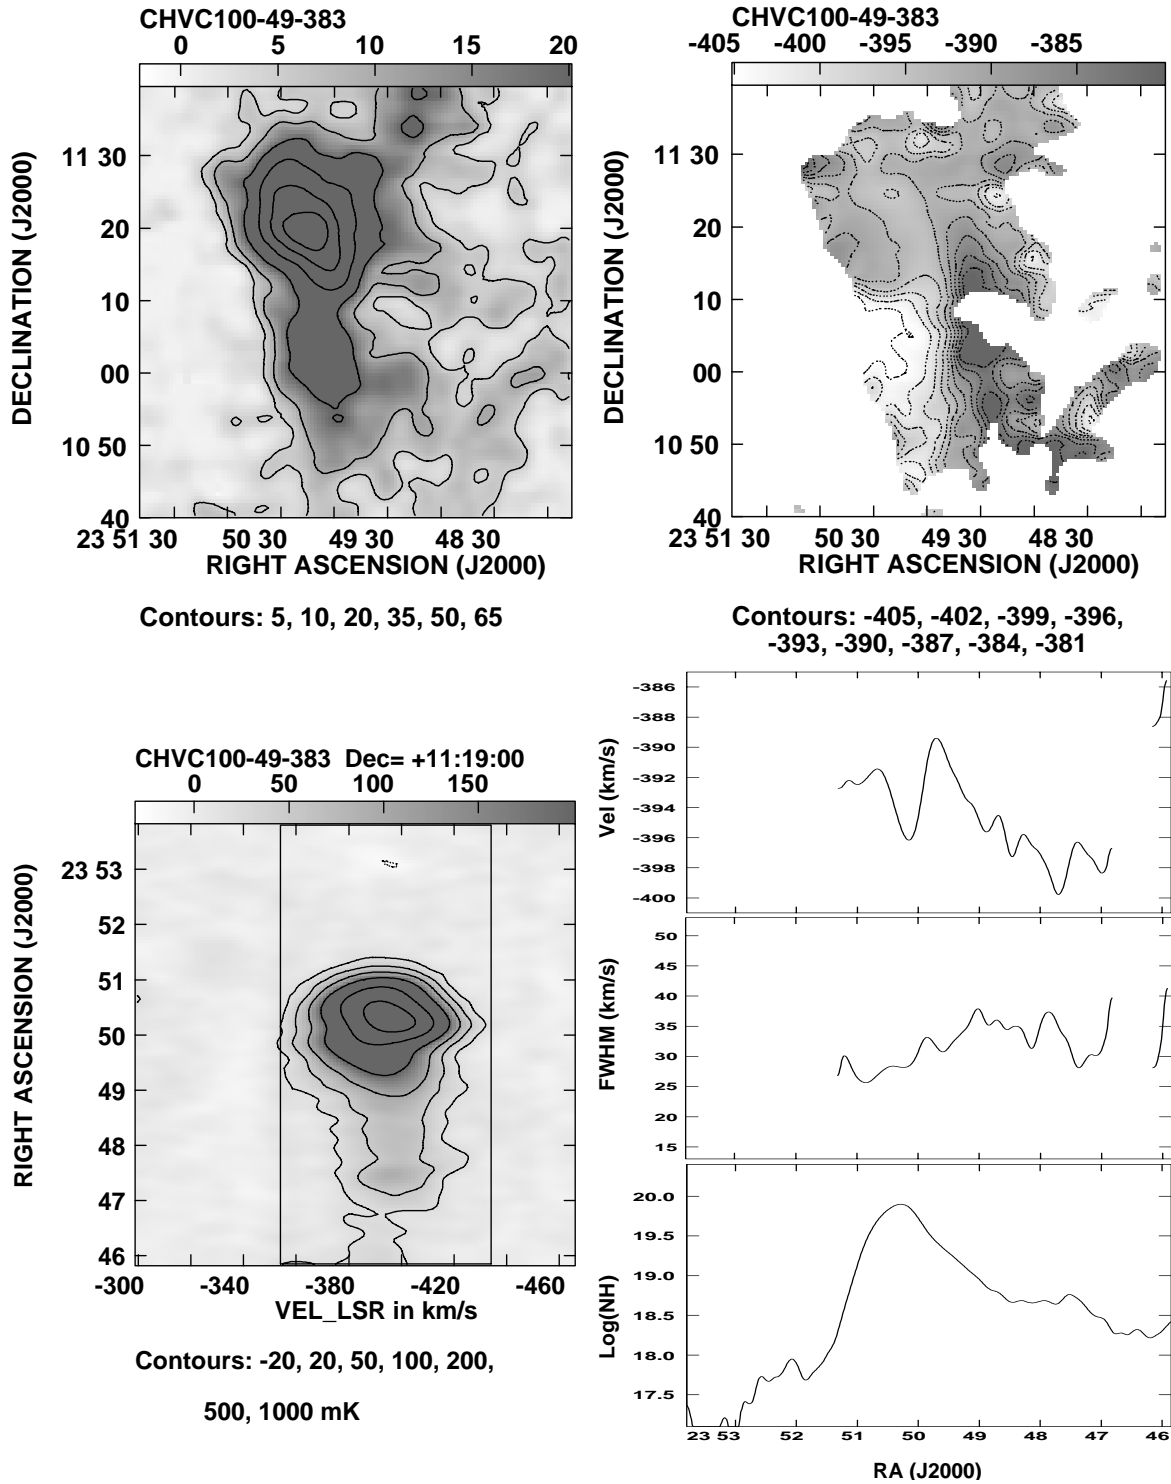 CHVC100-49-383
0 5 10 15 20
11 30
20
10
00
10 50
40
DECLINATION (J2000)
23 51 30 50 30 49 30 48 30
RIGHT ASCENSION (J2000)
Contours: 5, 10, 20, 35, 50, 65
CHVC100-49-383
-405 -400 -395 -390 -385
11 30
20
10
00
10 50
40
DECLINATION (J2000)
23 51 30 50 30 49 30 48 30
RIGHT ASCENSION (J2000)
Contours: -405, -402, -399, -396,
-393, -390, -387, -384, -381
CHVC100-49-383 Dec= +11:19:00
0 50 100 150
23 53
52
51
50
49
48
47
46
RIGHT ASCENSION (J2000)
-300 -340 -380 -420 -460
VEL_LSR in km/s
Contours: -20, 20, 50, 100, 200,
500, 1000 mK
-386
-388
-390
-392
-394
-396
-398
-400
Vel (km/s)
50
45
40
35
30
25
20
15
FWHM (km/s)
20.0
19.5
19.0
18.5
18.0
17.5
Log(NH)
23 53 52 51 50 49 48 47 46
RA (J2000)